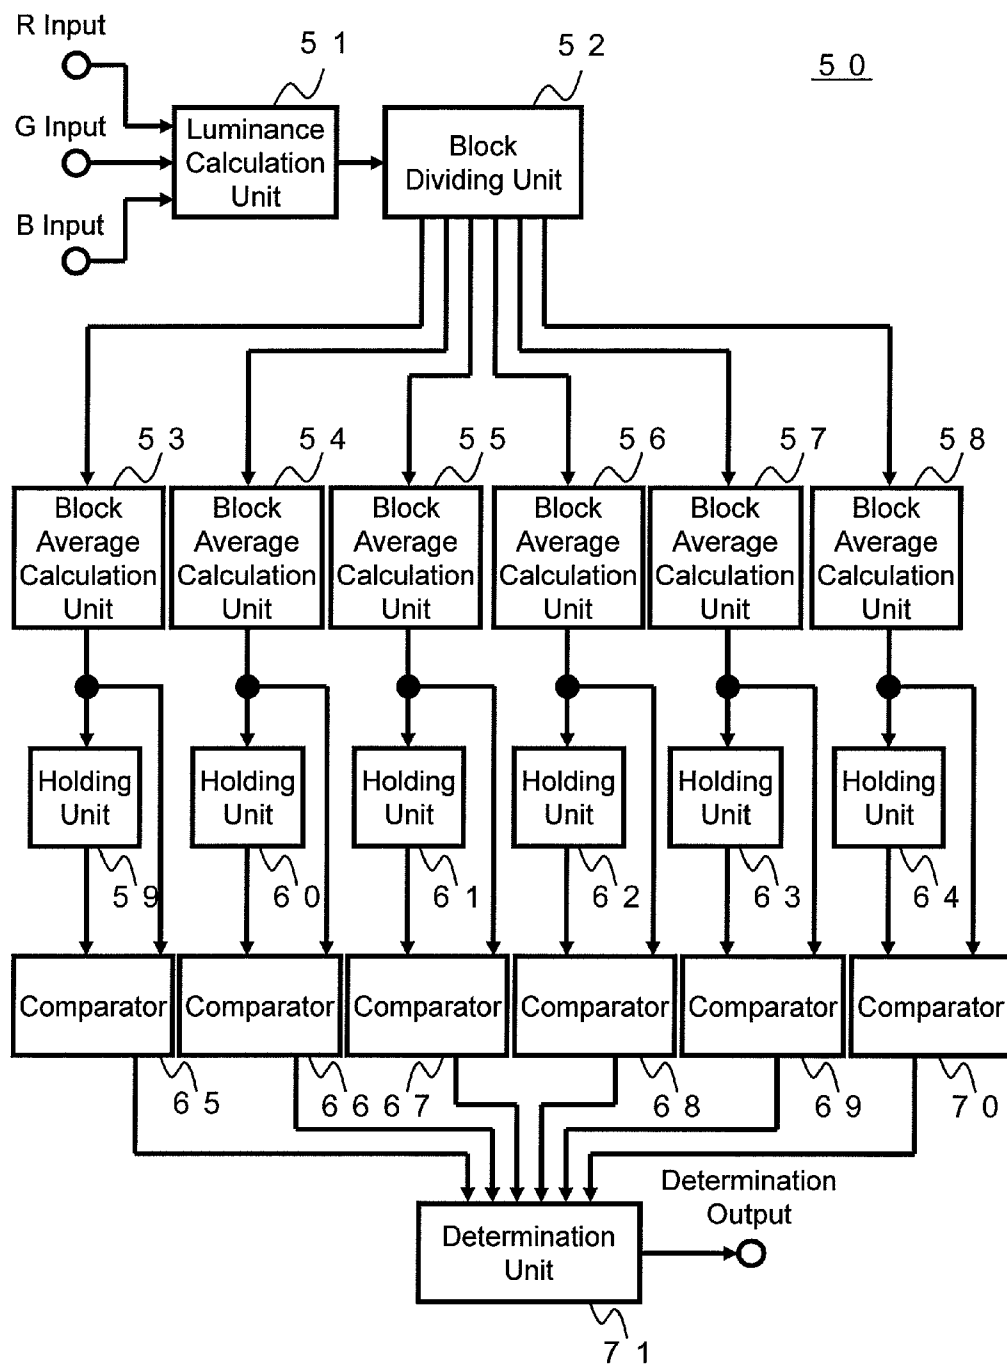 R Input
5 1
5 2
5 0
G Input
Luminance
Calculation
Unit
Block
Dividing Unit
B Input
5 3
5 4
5 5
5 6
5 7
5 8
Block
Average
Calculation
Unit
Block
Average
Calculation
Unit
Block
Average
Calculation
Unit
Block
Average
Calculation
Unit
Block
Average
Calculation
Unit
Block
Average
Calculation
Unit
Holding
Unit
Holding
Unit
Holding
Unit
Holding
Unit
Holding
Unit
Holding
Unit
5 9
6 0
6 1
6 2
6 3
6 4
Comparator
Comparator
Comparator
Comparator
Comparator
Comparator
6 5
6 6
6 7
6 8
6 9
7 0
Determination
Output
Determination
Unit
7 1